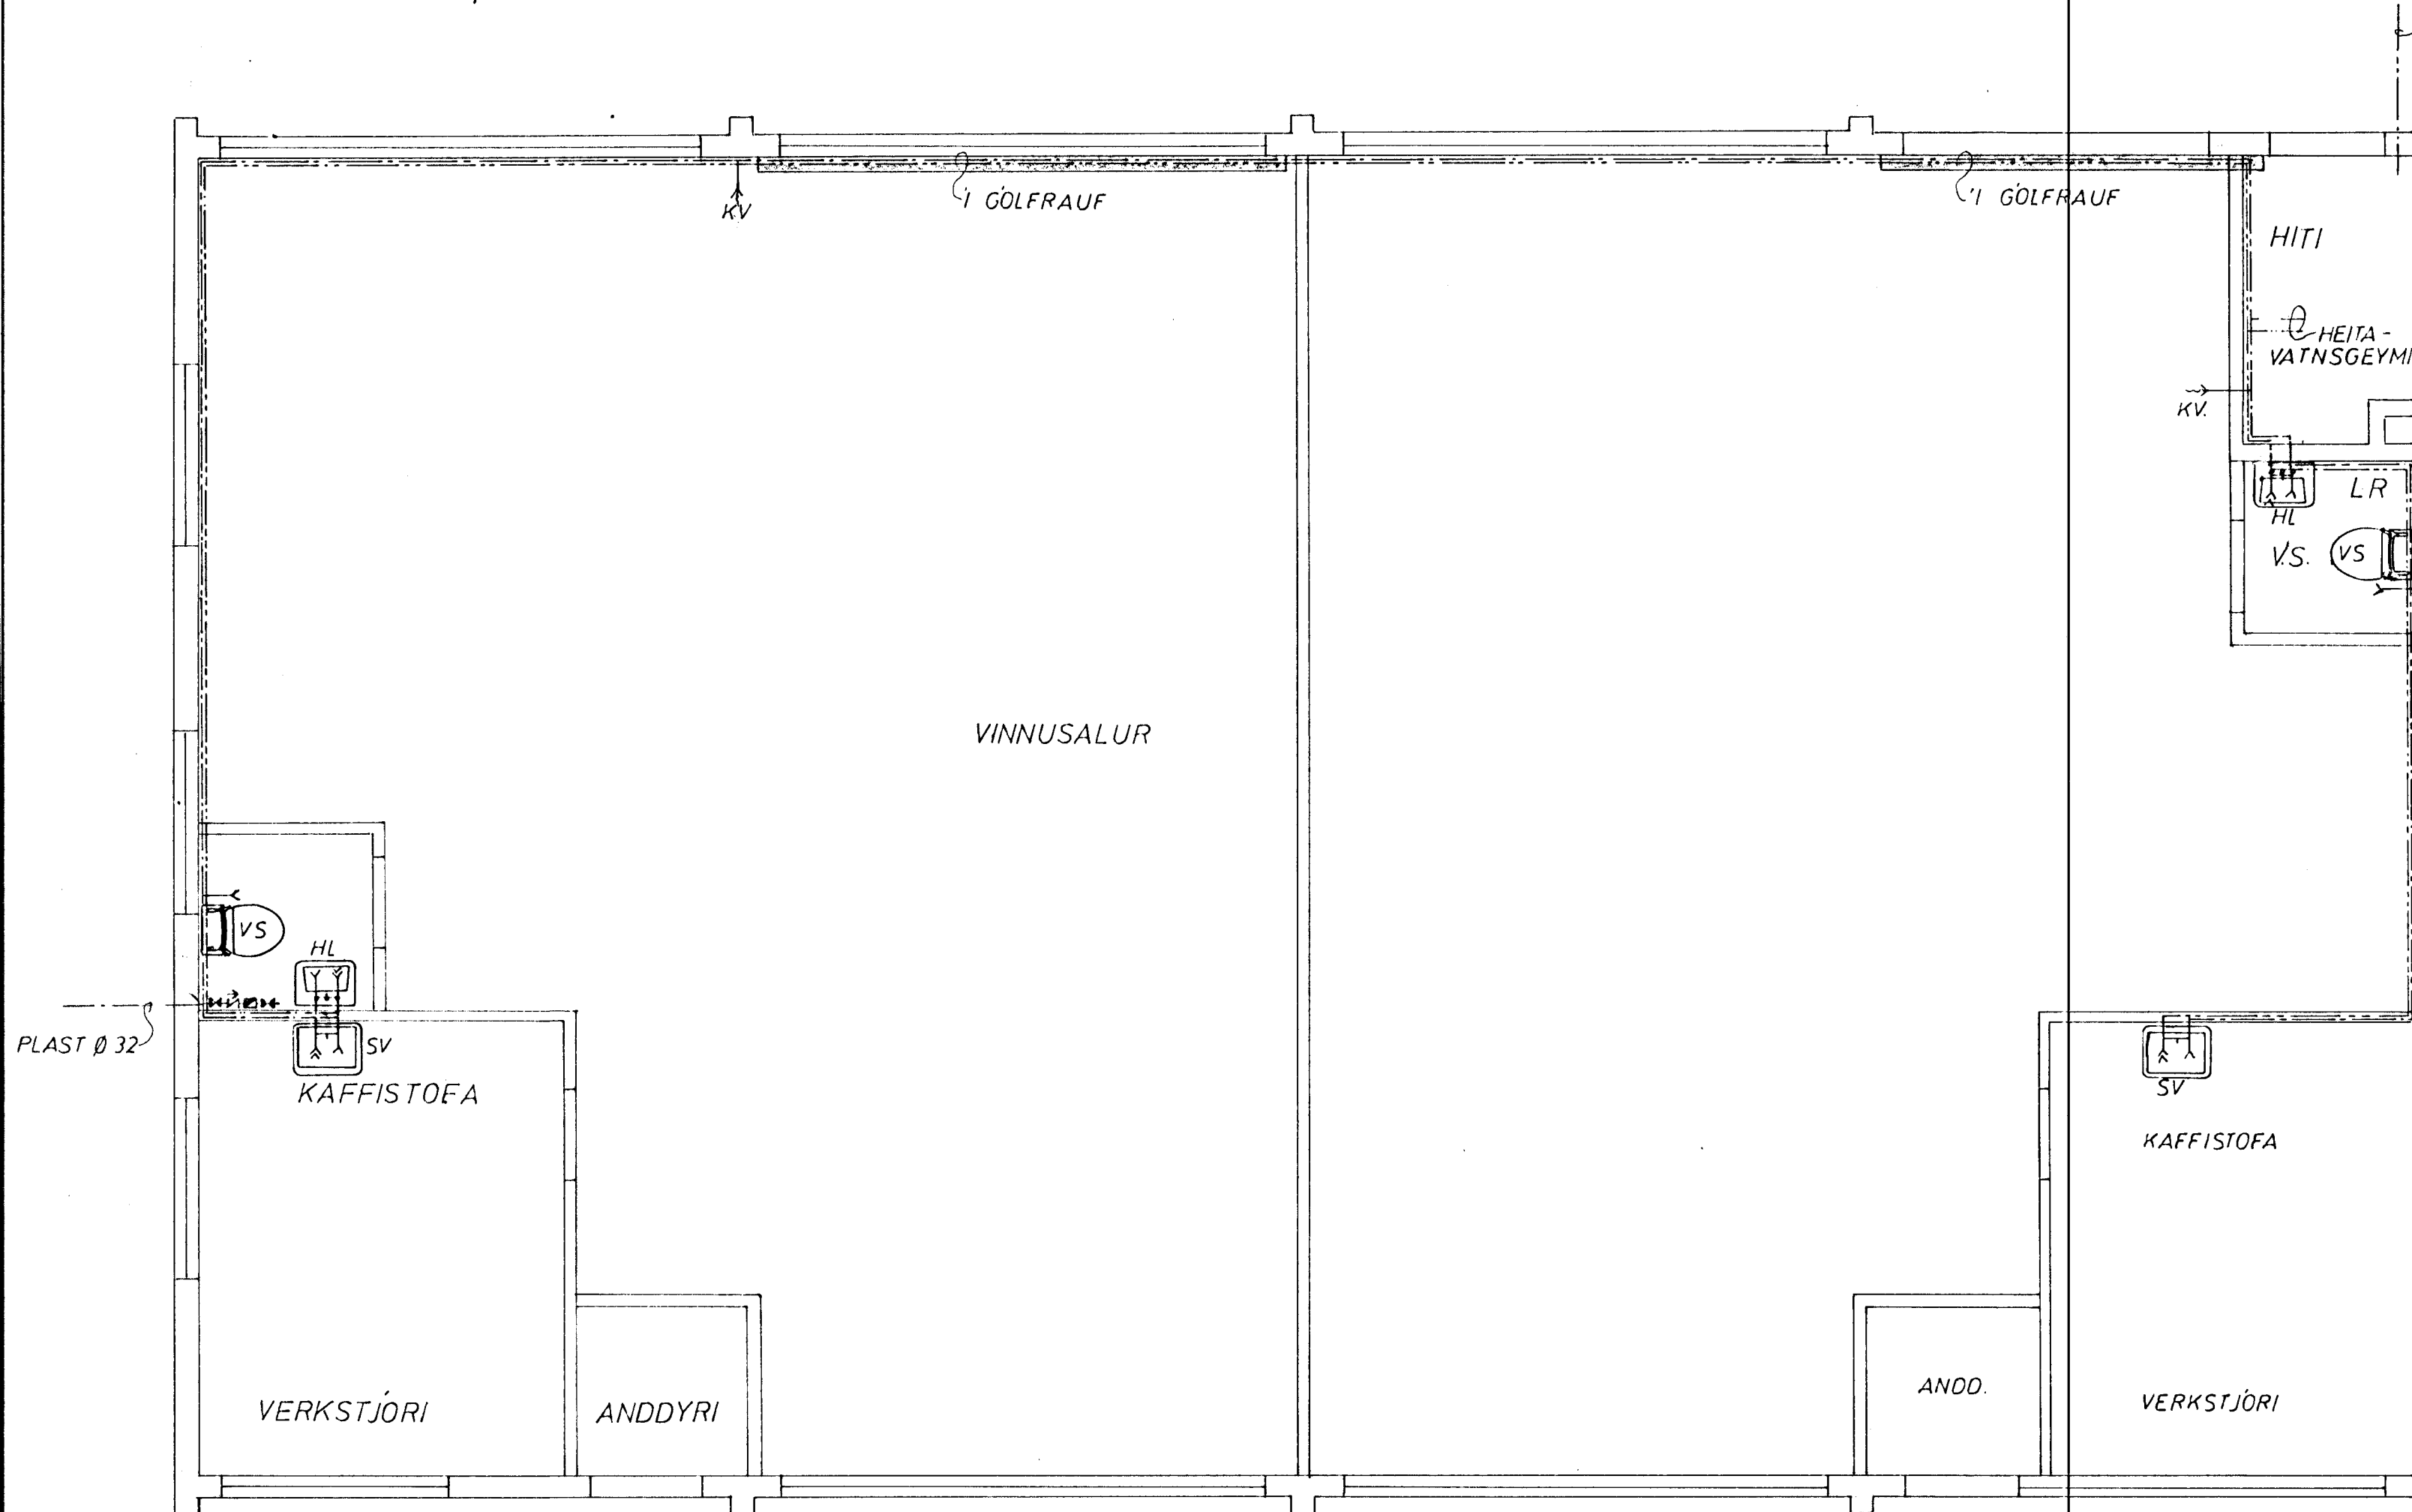 KV
Í GÓLFRAUF
Í GÓLFRAUF
HITI
HEITA-
VATNSGEYMI
KV.
LR
HL
V.S.
VS
VINNUSALUR
VS
HL
PLAST Ø 32
SV
KAFFISTOFA
SV
KAFFISTOFA
VERKSTJÓRI
ANDDYRI
ANDD.
VERKSTJÓRI